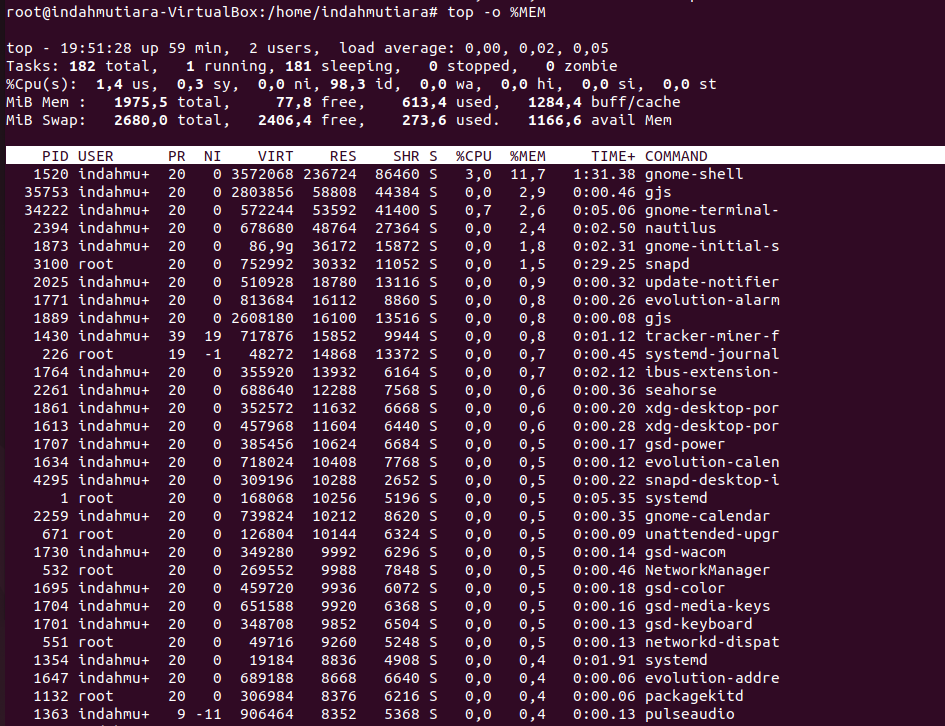 root@indahmutiara-VirtualBox:/home/indahmutiara# top -o %MEM
top - 19:51:28 up 59 min,  2 users,  load average: 0,00, 0,02, 0,05
Tasks: 182 total,   1 running, 181 sleeping,   0 stopped,   0 zombie
%Cpu(s):  1,4 us,  0,3 sy,  0,0 ni, 98,3 id,  0,0 wa,  0,0 hi,  0,0 si,  0,0 st
MiB Mem :   1975,5 total,     77,8 free,    613,4 used,   1284,4 buff/cache
MiB Swap:   2680,0 total,   2406,4 free,    273,6 used.   1166,6 avail Mem
PID USER      PR  NI    VIRT    RES    SHR S  %CPU  %MEM     TIME+ COMMAND
1520 indahmu+  20   0 3572068 236724  86460 S   3,0  11,7   1:31.38 gnome-shell
35753 indahmu+  20   0 2803856  58808  44384 S   0,0   2,9   0:00.46 gjs
34222 indahmu+  20   0  572244  53592  41400 S   0,7   2,6   0:05.06 gnome-terminal-
2394 indahmu+  20   0  678680  48764  27364 S   0,0   2,4   0:02.50 nautilus
1873 indahmu+  20   0   86,9g  36172  15872 S   0,0   1,8   0:02.31 gnome-initial-s
3100 root      20   0  752992  30332  11052 S   0,0   1,5   0:29.25 snapd
2025 indahmu+  20   0  510928  18780  13116 S   0,0   0,9   0:00.32 update-notifier
1771 indahmu+  20   0  813684  16112   8860 S   0,0   0,8   0:00.26 evolution-alarm
1889 indahmu+  20   0 2608180  16100  13516 S   0,0   0,8   0:00.08 gjs
1430 indahmu+  39  19  717876  15852   9944 S   0,0   0,8   0:01.12 tracker-miner-f
226 root      19  -1   48272  14868  13372 S   0,0   0,7   0:00.45 systemd-journal
1764 indahmu+  20   0  355920  13932   6164 S   0,0   0,7   0:02.12 ibus-extension-
2261 indahmu+  20   0  688640  12288   7568 S   0,0   0,6   0:00.36 seahorse
1861 indahmu+  20   0  352572  11632   6668 S   0,0   0,6   0:00.20 xdg-desktop-por
1613 indahmu+  20   0  457968  11604   6440 S   0,0   0,6   0:00.28 xdg-desktop-por
1707 indahmu+  20   0  385456  10624   6684 S   0,0   0,5   0:00.17 gsd-power
1634 indahmu+  20   0  718024  10408   7768 S   0,0   0,5   0:00.12 evolution-calen
4295 indahmu+  20   0  309196  10288   2652 S   0,0   0,5   0:00.22 snapd-desktop-i
1 root      20   0  168068  10256   5196 S   0,0   0,5   0:05.35 systemd
2259 indahmu+  20   0  739824  10212   8620 S   0,0   0,5   0:00.35 gnome-calendar
671 root      20   0  126804  10144   6324 S   0,0   0,5   0:00.09 unattended-upgr
1730 indahmu+  20   0  349280   9992   6296 S   0,0   0,5   0:00.14 gsd-wacom
532 root      20   0  269552   9988   7848 S   0,0   0,5   0:00.46 NetworkManager
1695 indahmu+  20   0  459720   9936   6072 S   0,0   0,5   0:00.18 gsd-color
1704 indahmu+  20   0  651588   9920   6368 S   0,0   0,5   0:00.16 gsd-media-keys
1701 indahmu+  20   0  348708   9852   6504 S   0,0   0,5   0:00.13 gsd-keyboard
551 root      20   0   49716   9260   5248 S   0,0   0,5   0:00.13 networkd-dispat
1354 indahmu+  20   0   19184   8836   4908 S   0,0   0,4   0:01.91 systemd
1647 indahmu+  20   0  689188   8668   6640 S   0,0   0,4   0:00.06 evolution-addre
1132 root      20   0  306984   8376   6216 S   0,0   0,4   0:00.06 packagekitd
1363 indahmu+   9 -11  906464   8352   5368 S   0,0   0,4   0:00.13 pulseaudio